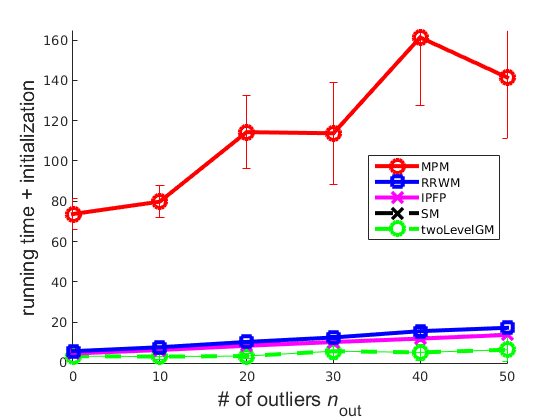 160
140
120
100
80
60
40
20
0
running time + initialization
MPM
RRWM
IPFP
SM
twoLevelGM
0 10 20 30 40 50
# of outliers n_out